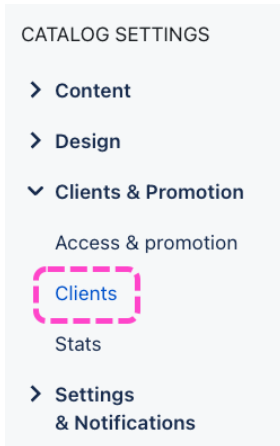 CATALOG SETTINGS
Content
Design
Clients & Promotion
Access & promotion
Clients
Stats
Settings
& Notifications